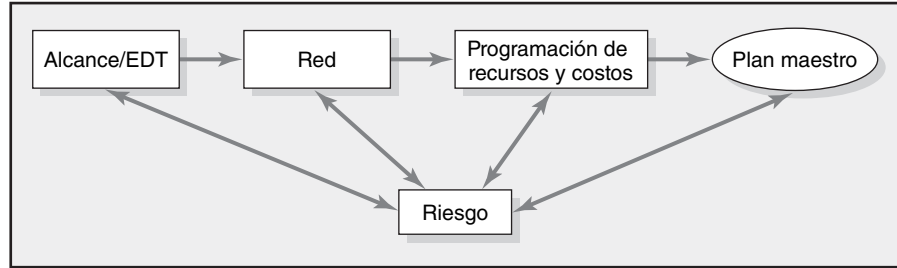 Alcance/EDT
Red
Programación de
recursos y costos
Plan maestro
Riesgo